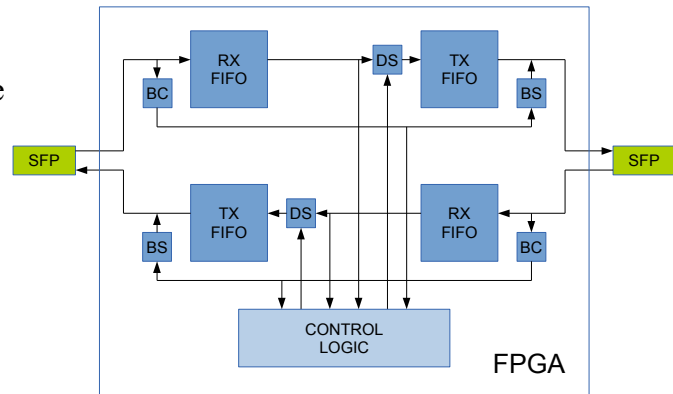 RX
FIFO
DS
TX
FIFO
BC
BS
e
SFP
SFP
TX
FIFO
DS
RX
FIFO
BS
BC
CONTROL
LOGIC
FPGA